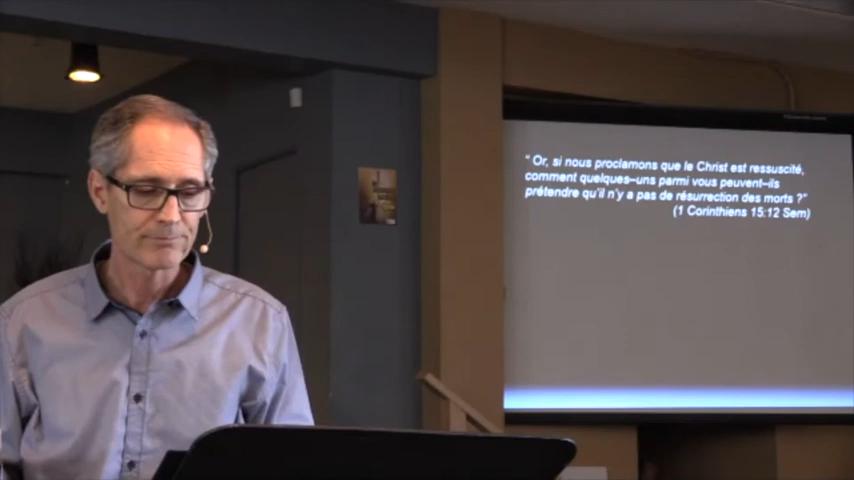 “ Or, si nous proclamons que le Christ est ressuscité,
comment quelques–uns parmi vous peuvent–ils
prétendre qu'il n'y a pas de résurrection des morts ?”
(1 Corinthiens 15:12 Sem)